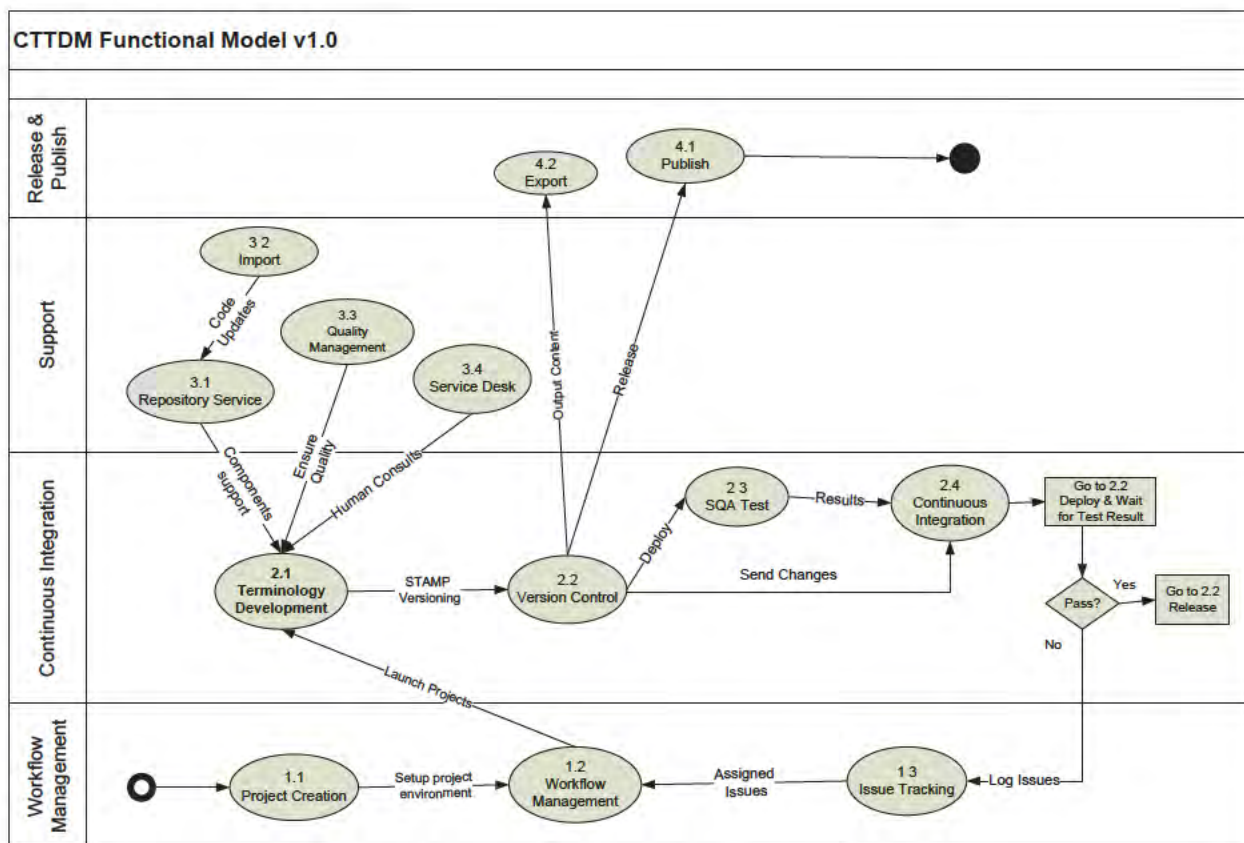 CTTDM Functional Model v1.0
Release &
Publish
4.2
Export
4.1
Publish
Support
3 2
Import
Code
Updates
3.3
Quality
Management
3.1
Repository Service
3.4
Service Desk
Output Content
Release
Components
support
Ensure
Quality
Human Consults
Continuous Integration
2.1
Terminology
Development
STAMP
Versioning
2.2
Version Control
Deploy
2 3
SQA Test
Results
2.4
Continuous
Integration
Send Changes
Go to 2.2
Deploy & Wait
for Test Result
Pass?
Yes
Go to 2.2
Release
No
Launch Projects
Workflow
Management
1.1
Project Creation
Setup project
environment
1.2
Workflow
Management
Assigned
Issues
1 3
Issue Tracking
Log Issues